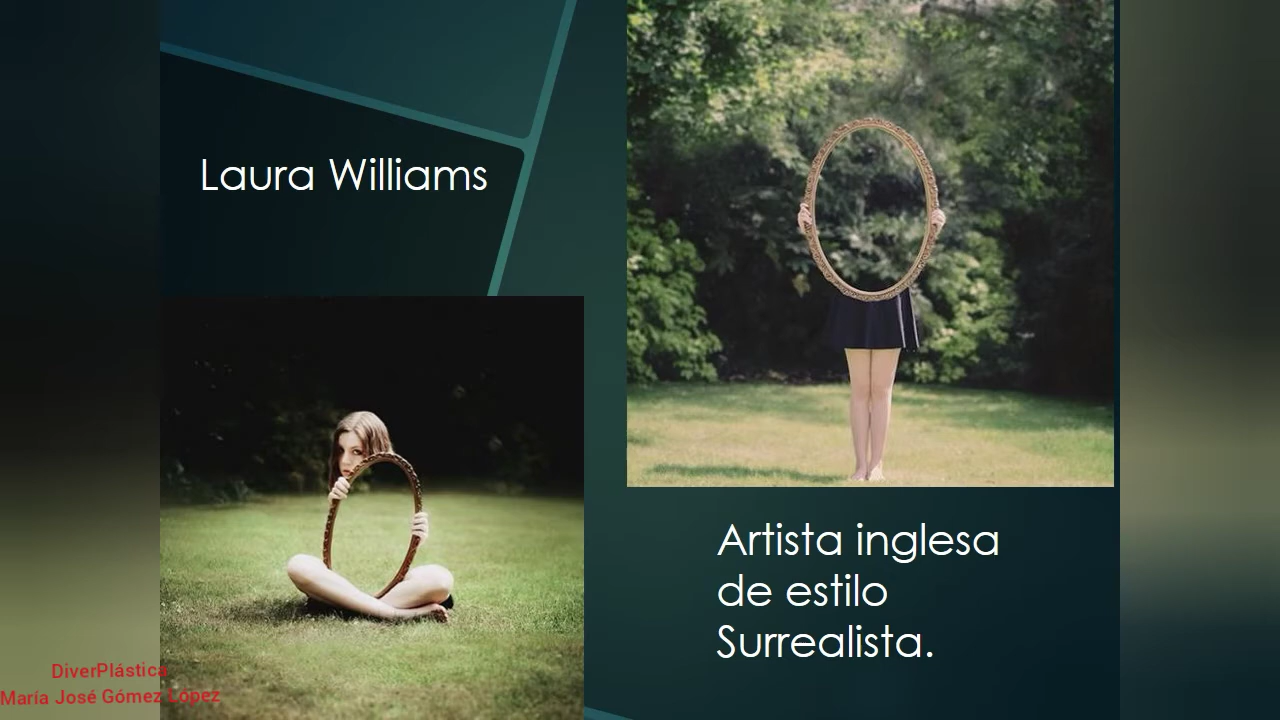 Laura Williams
Artista inglesa
de estilo
Surrealista.
DiverPlástica
María José Gómez López